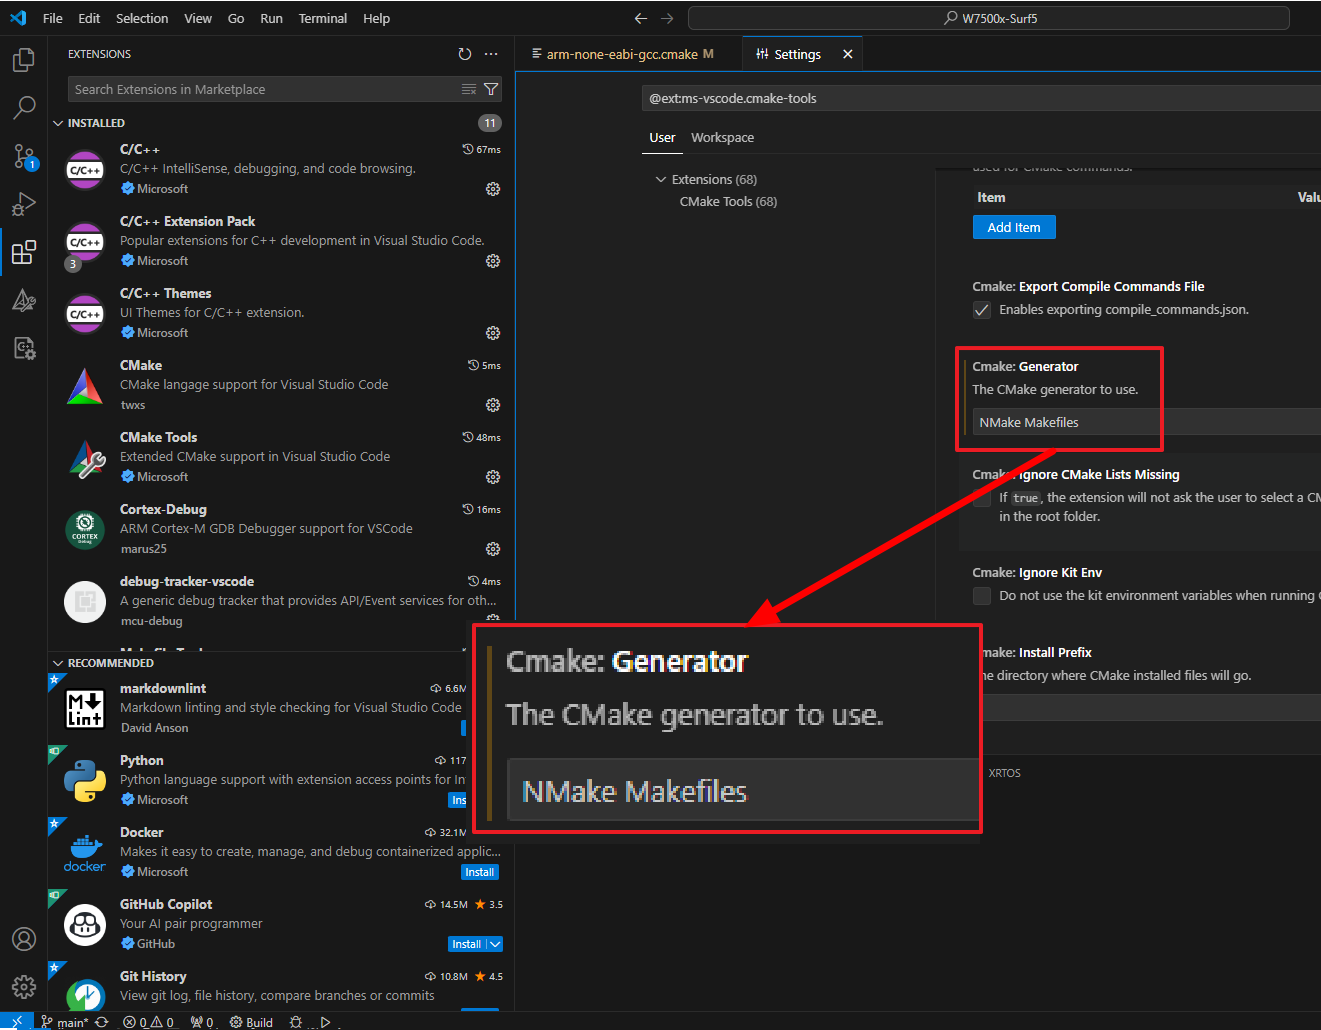 File Edit Selection View Go Run Terminal Help
W7500x-Surf5
EXTENSIONS
Search Extensions in Marketplace
INSTALLED 11
C/C++ 67ms
C/C++ IntelliSense, debugging, and code browsing.
Microsoft
C/C++ Extension Pack
Popular extensions for C++ development in Visual Studio Code.
Microsoft
3
C/C++ Themes
UI Themes for C/C++ extension.
Microsoft
CMake 5ms
CMake langage support for Visual Studio Code
twxs
CMake Tools 48ms
Extended CMake support in Visual Studio Code
Microsoft
Cortex-Debug 16ms
ARM Cortex-M GDB Debugger support for VSCode
marus25
debug-tracker-vscode 4ms
A generic debug tracker that provides API/Event services for oth...
mcu-debug
RECOMMENDED
markdownlint 6.6M
Markdown linting and style checking for Visual Studio Code
David Anson
Python 117
Python language support with extension access points for In
Microsoft Ins
Docker 32.1M
Makes it easy to create, manage, and debug containerized applic...
Microsoft Install
GitHub Copilot 14.5M 3.5
Your AI pair programmer
GitHub Install
Git History 10.8M 4.5
View git log, file history, compare branches or commits
C/C++
C/C++
C/C++
CORTEX
Debug
Lint
docker
1
arm-none-eabi-gcc.cmake M
Settings
@ext:ms-vscode.cmake-tools
User Workspace
Extensions (68)
CMake Tools (68)
used for CMake commands.
Item Valu
Add Item
Cmake: Export Compile Commands File
Enables exporting compile_commands.json.
Cmake: Generator
The CMake generator to use.
NMake Makefiles
Cmake: Ignore CMake Lists Missing
If true, the extension will not ask the user to select a CM
in the root folder.
Cmake: Ignore Kit Env
Do not use the kit environment variables when running C
make: Install Prefix
he directory where CMake installed files will go.
XRTOS
Cmake: Generator
The CMake generator to use.
NMake Makefiles
main* 0 0 0 Build